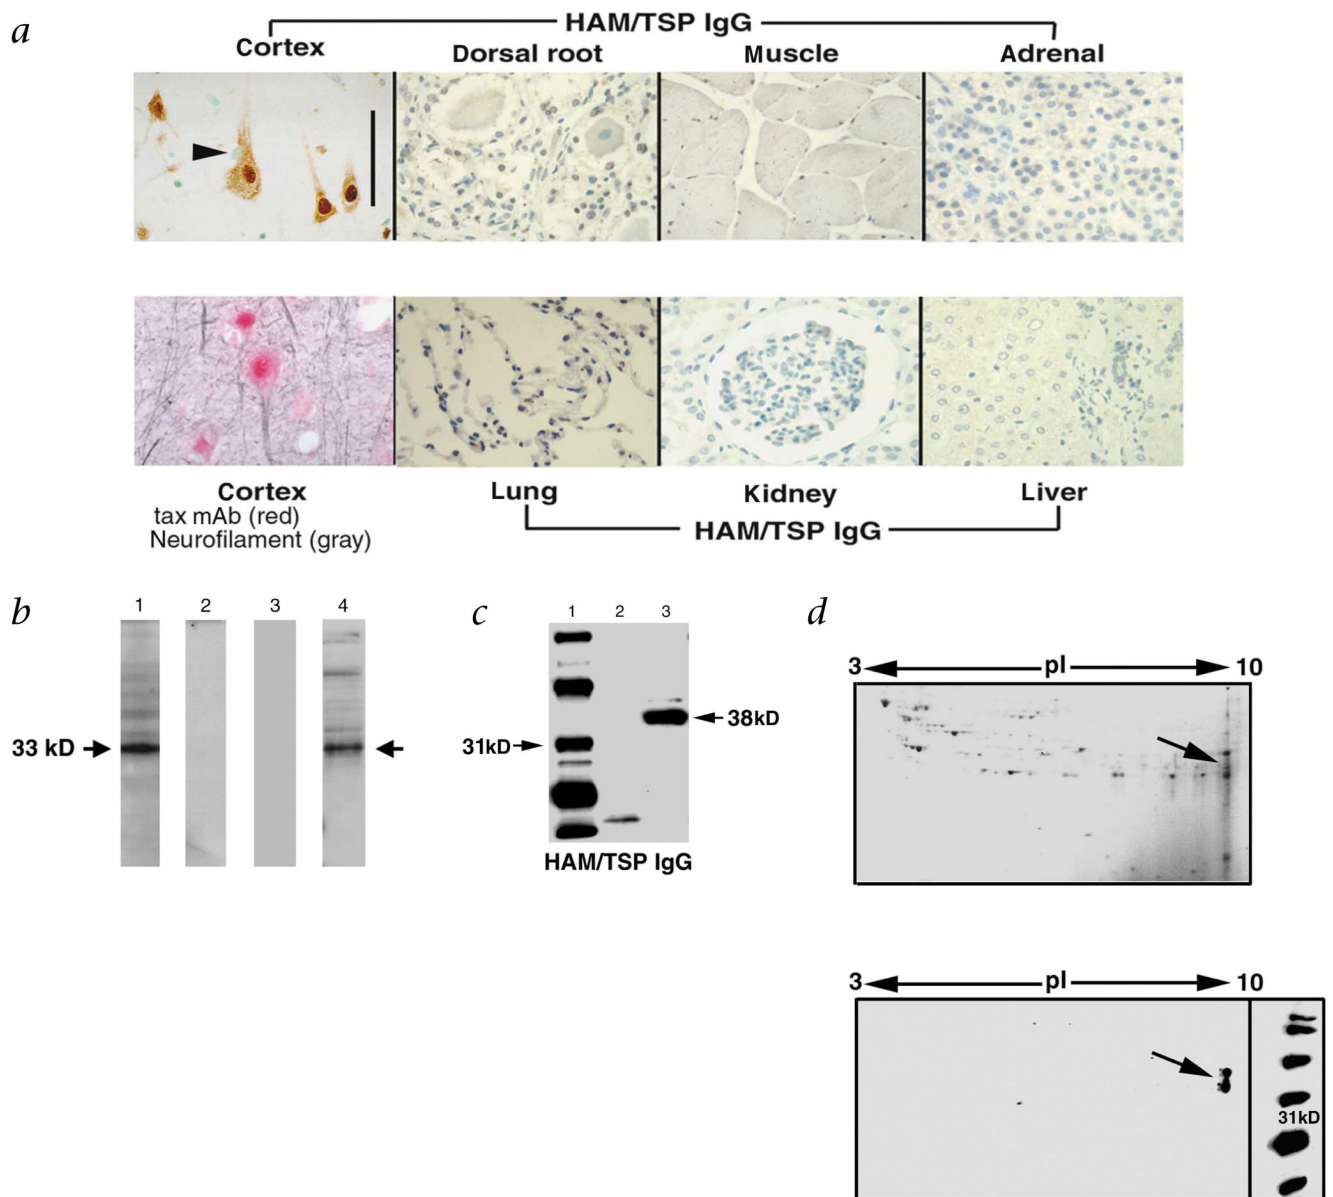 a
HAM/TSP IgG
Cortex
Dorsal root
Muscle
Adrenal
Cortex
tax mAb (red)
Neurofilament (gray)
Lung
Kidney
Liver
HAM/TSP IgG
b
1 2 3 4
33 kD
c
1 2 3
38kD
31kD
HAM/TSP IgG
d
3 pI 10
3 pI 10
31kD